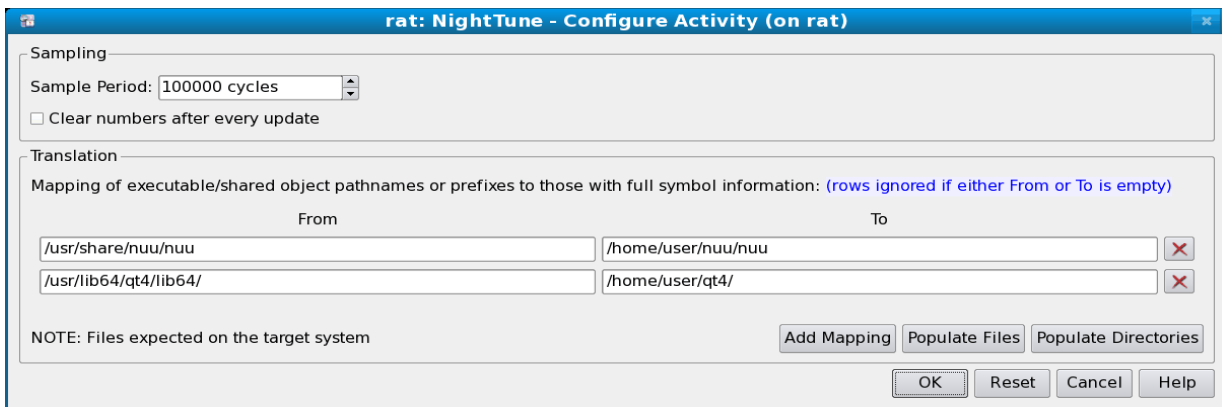 rat: NightTune - Configure Activity (on rat)
Sampling
Sample Period: 100000 cycles
Clear numbers after every update
Translation
Mapping of executable/shared object pathnames or prefixes to those with full symbol information: (rows ignored if either From or To is empty)
From To
/usr/share/nuu/nuu /home/user/nuu/nuu
/usr/lib64/qt4/lib64/ /home/user/qt4/
NOTE: Files expected on the target system Add Mapping Populate Files Populate Directories
OK Reset Cancel Help